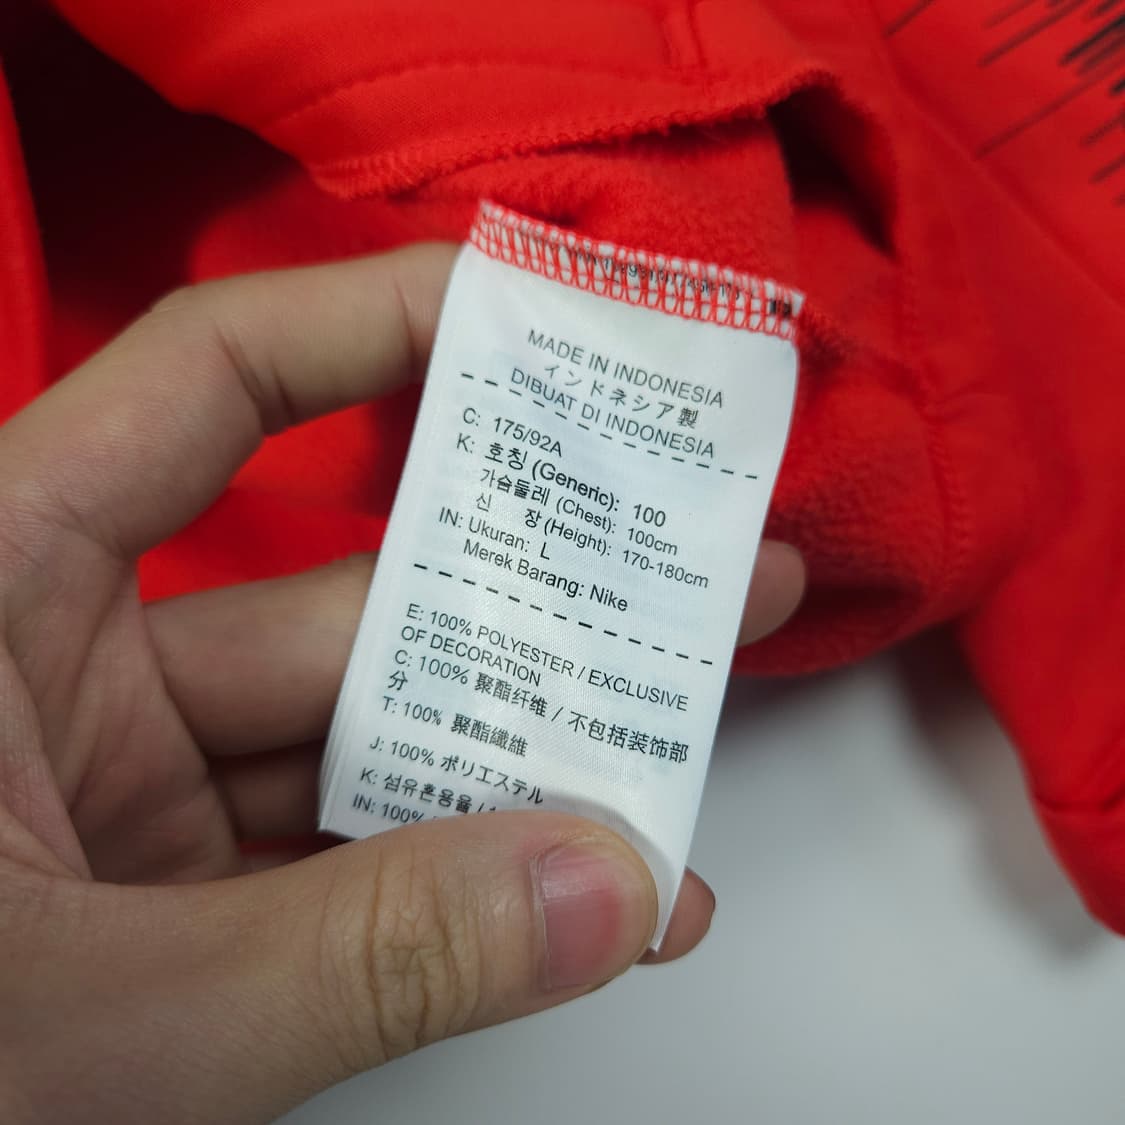 MADE IN INDONESIA
インドネシア製
DIBUAT DI INDONESIA
C: 175/92A
K: 호칭 (Generic): 100
가슴둘레 (Chest): 100cm
신 장 (Height): 170-180cm
IN: Ukuran: L
Merek Barang: Nike
E: 100% POLYESTER / EXCLUSIVE
OF DECORATION
C: 100% 聚酯纤维 / 不包括装饰部
分
T: 100% 聚酯纖維
J: 100% ポリエステル
K: 섬유혼용율 /
IN: 100%